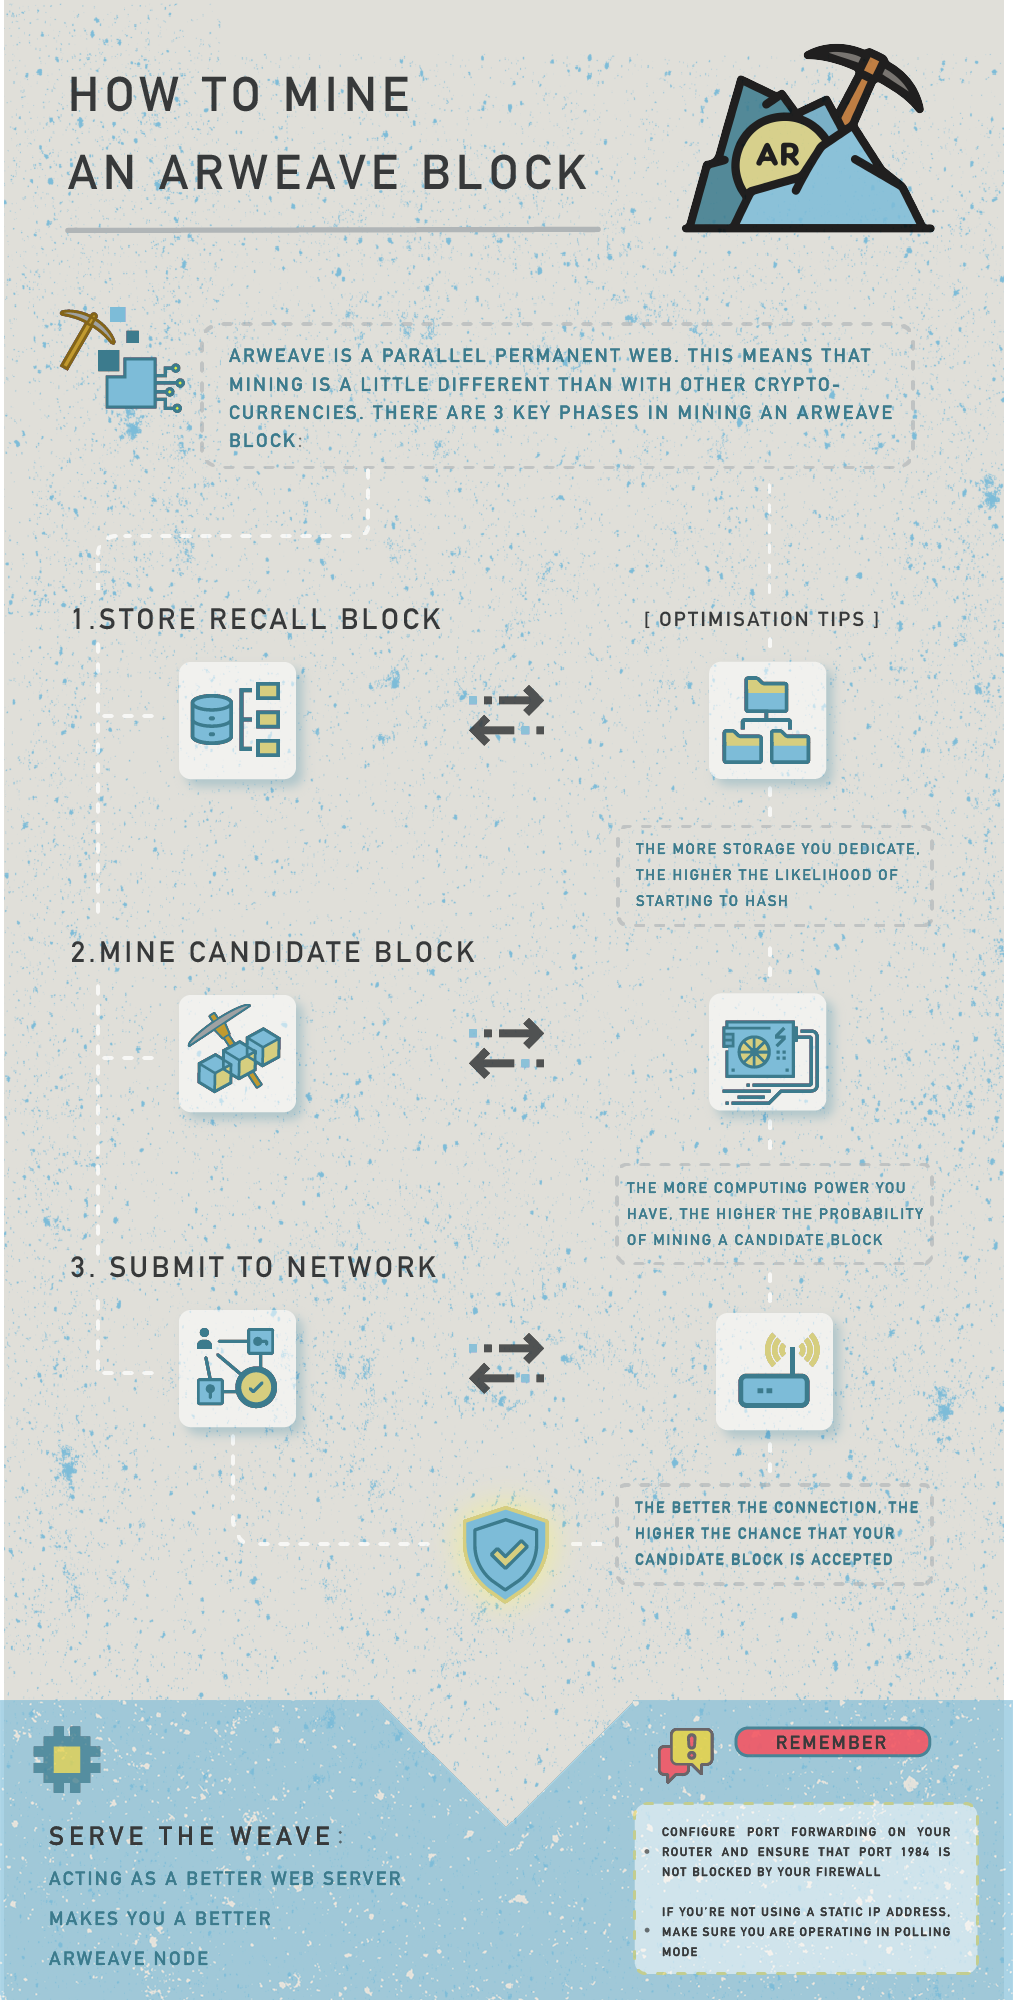 HOW TO MINE
AN ARWEAVE BLOCK
AR
ARWEAVE IS A PARALLEL PERMANENT WEB. THIS MEANS THAT
MINING IS A LITTLE DIFFERENT THAN WITH OTHER CRYPTO-
CURRENCIES. THERE ARE 3 KEY PHASES IN MINING AN ARWEAVE
BLOCK:
1.STORE RECALL BLOCK
[ OPTIMISATION TIPS ]
THE MORE STORAGE YOU DEDICATE,
THE HIGHER THE LIKELIHOOD OF
STARTING TO HASH
2.MINE CANDIDATE BLOCK
THE MORE COMPUTING POWER YOU
HAVE, THE HIGHER THE PROBABILITY
OF MINING A CANDIDATE BLOCK
3. SUBMIT TO NETWORK
THE BETTER THE CONNECTION, THE
HIGHER THE CHANCE THAT YOUR
CANDIDATE BLOCK IS ACCEPTED
SERVE THE WEAVE:
ACTING AS A BETTER WEB SERVER
MAKES YOU A BETTER
ARWEAVE NODE
REMEMBER
CONFIGURE PORT FORWARDING ON YOUR
• ROUTER AND ENSURE THAT PORT 1984 IS
NOT BLOCKED BY YOUR FIREWALL
IF YOU'RE NOT USING A STATIC IP ADDRESS,
• MAKE SURE YOU ARE OPERATING IN POLLING
MODE